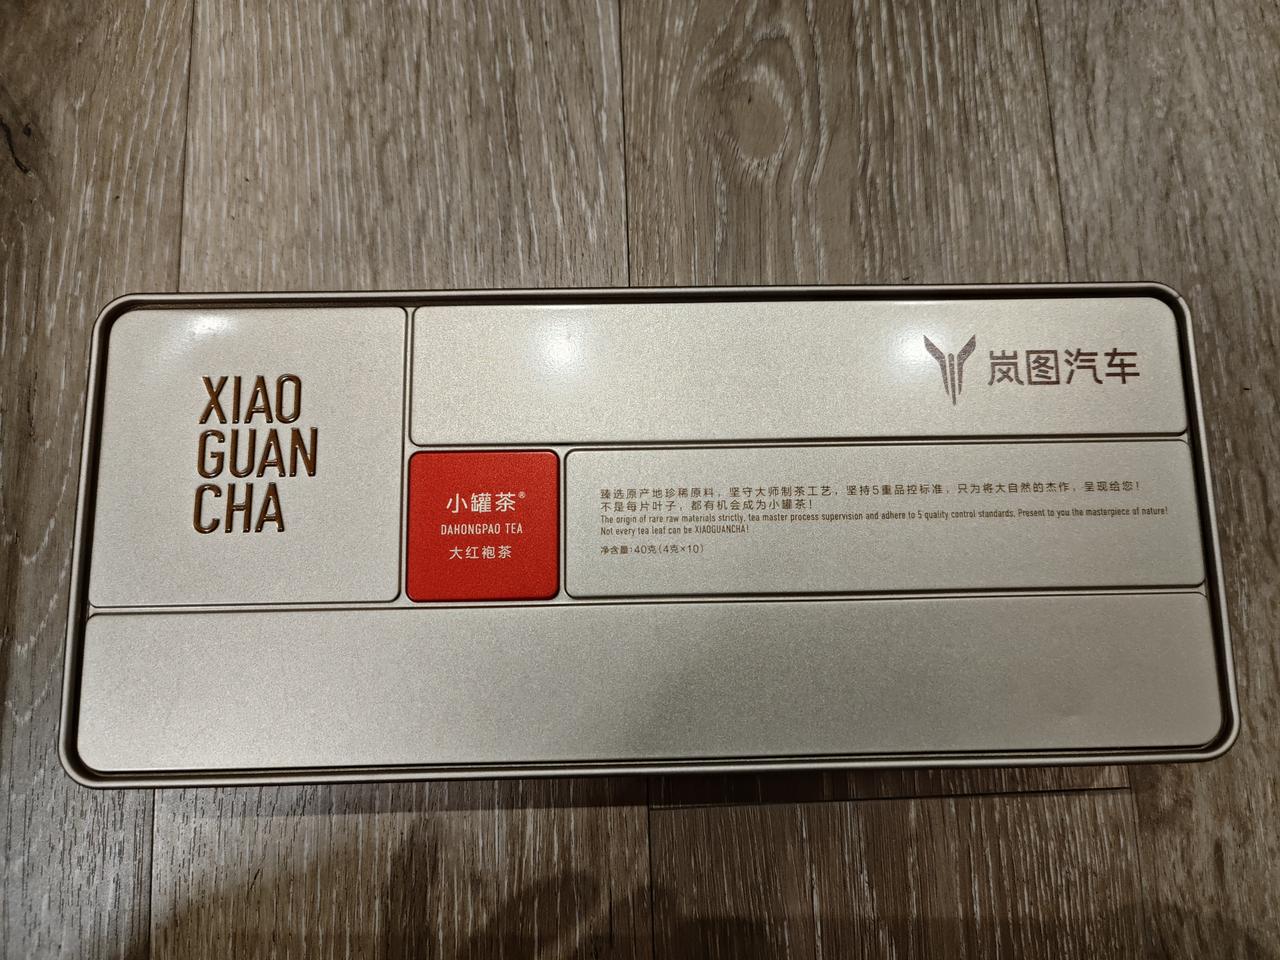 XIAO
GUAN
CHA
岚图汽车
小罐茶®
DAHONGPAO TEA
大红袍茶
臻选原产地珍稀原料，坚守大师制茶工艺，坚持5重品控标准，只为将大自然的杰作，呈现给您！
不是每片叶子，都有机会成为小罐茶！
The origin of rare raw materials strictly, tea master process supervision and adhere to 5 quality control standards. Present to you the masterpiece of nature!
Not every tea leaf can be XIAOGUANCHA!
净含量：40克(4克×10)